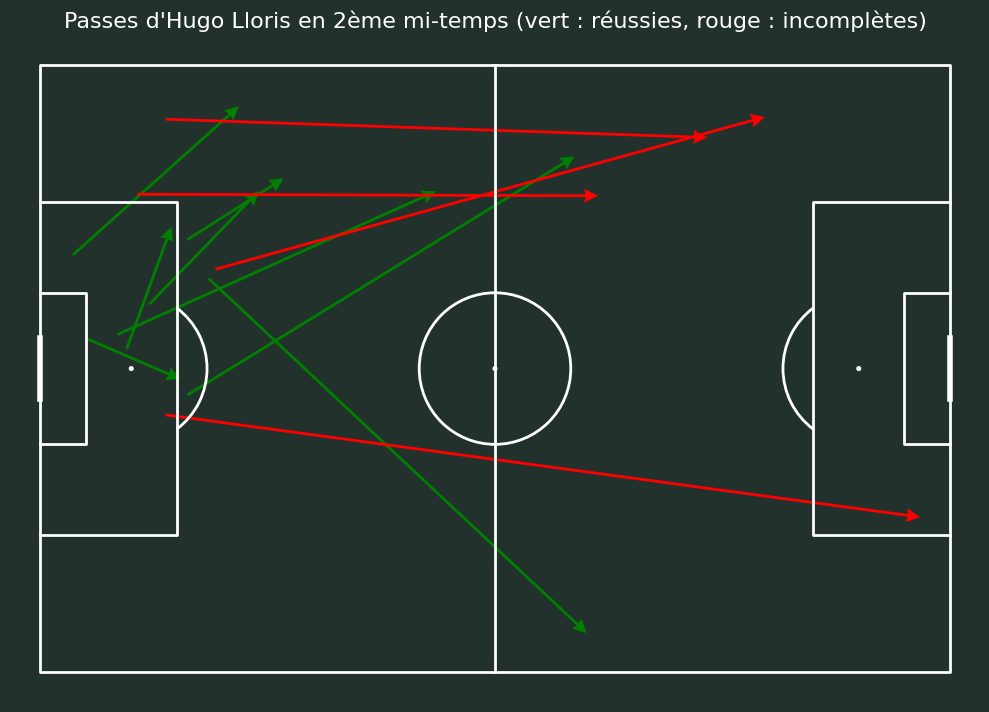 Passes d'Hugo Lloris en 2ème mi-temps (vert : réussies, rouge : incomplètes)